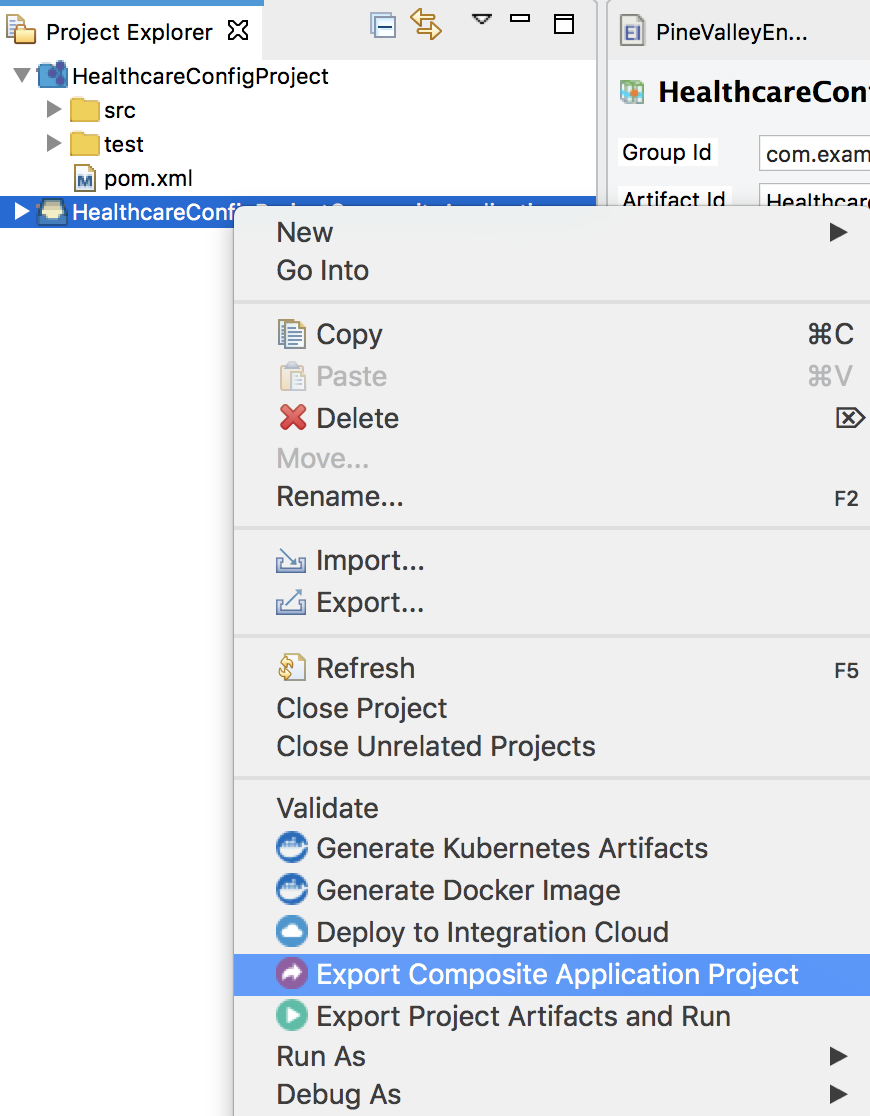 Project Explorer
EI PineValleyEn...
HealthcareConfigProject
src
test
M pom.xml
HealthcareCon
Group Id com.exam
Artifact Id Healthcar
HealthcareConfi
New
Go Into
Copy ⌘C
Paste ⌘V
Delete ⌦
Move...
Rename... F2
Import...
Export...
Refresh F5
Close Project
Close Unrelated Projects
Validate
Generate Kubernetes Artifacts
Generate Docker Image
Deploy to Integration Cloud
Export Composite Application Project
Export Project Artifacts and Run
Run As
Debug As